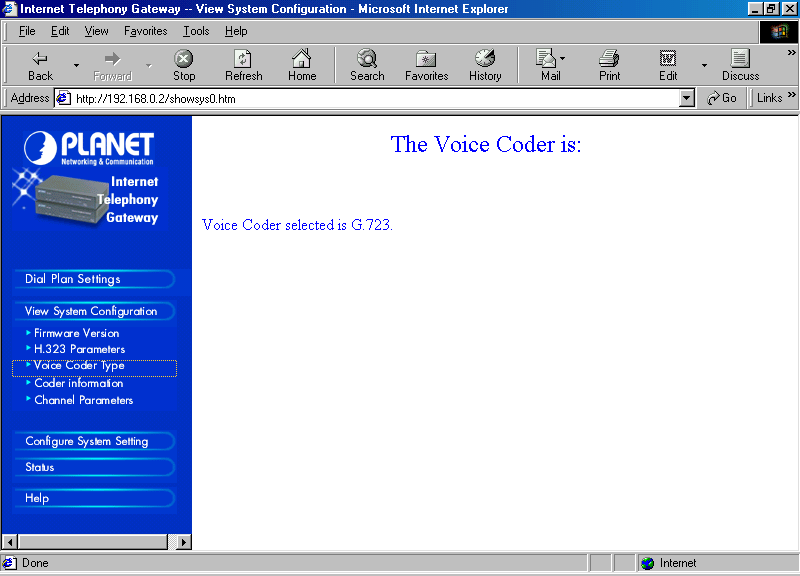 Internet Telephony Gateway -- View System Configuration - Microsoft Internet Explorer
File Edit View Favorites Tools Help
Back Forward Stop Refresh Home Search Favorites History Mail Print Edit Discuss »
Address http://192.168.0.2/showsys0.htm Go Links »
PLANET
Networking & Communication
Internet
Telephony
Gateway
Dial Plan Settings
View System Configuration
Firmware Version
H.323 Parameters
Voice Coder Type
Coder information
Channel Parameters
Configure System Setting
Status
Help
The Voice Coder is:
Voice Coder selected is G.723.
Done Internet